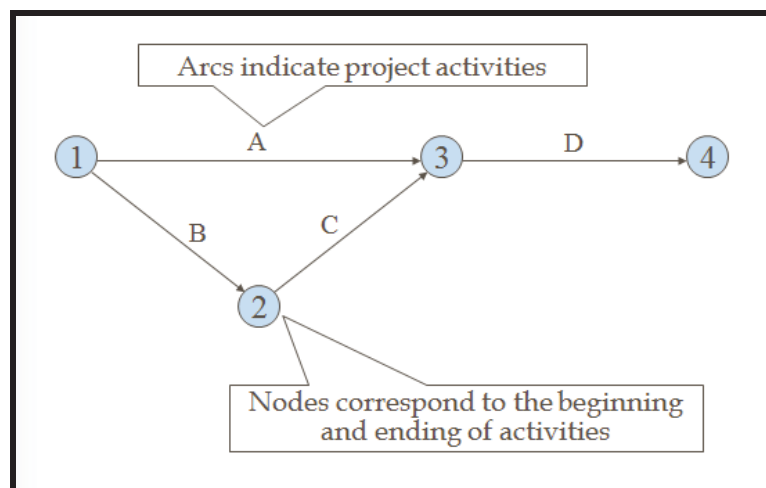 Arcs indicate project activities
A
1
3
D
4
B
C
2
Nodes correspond to the beginning
and ending of activities